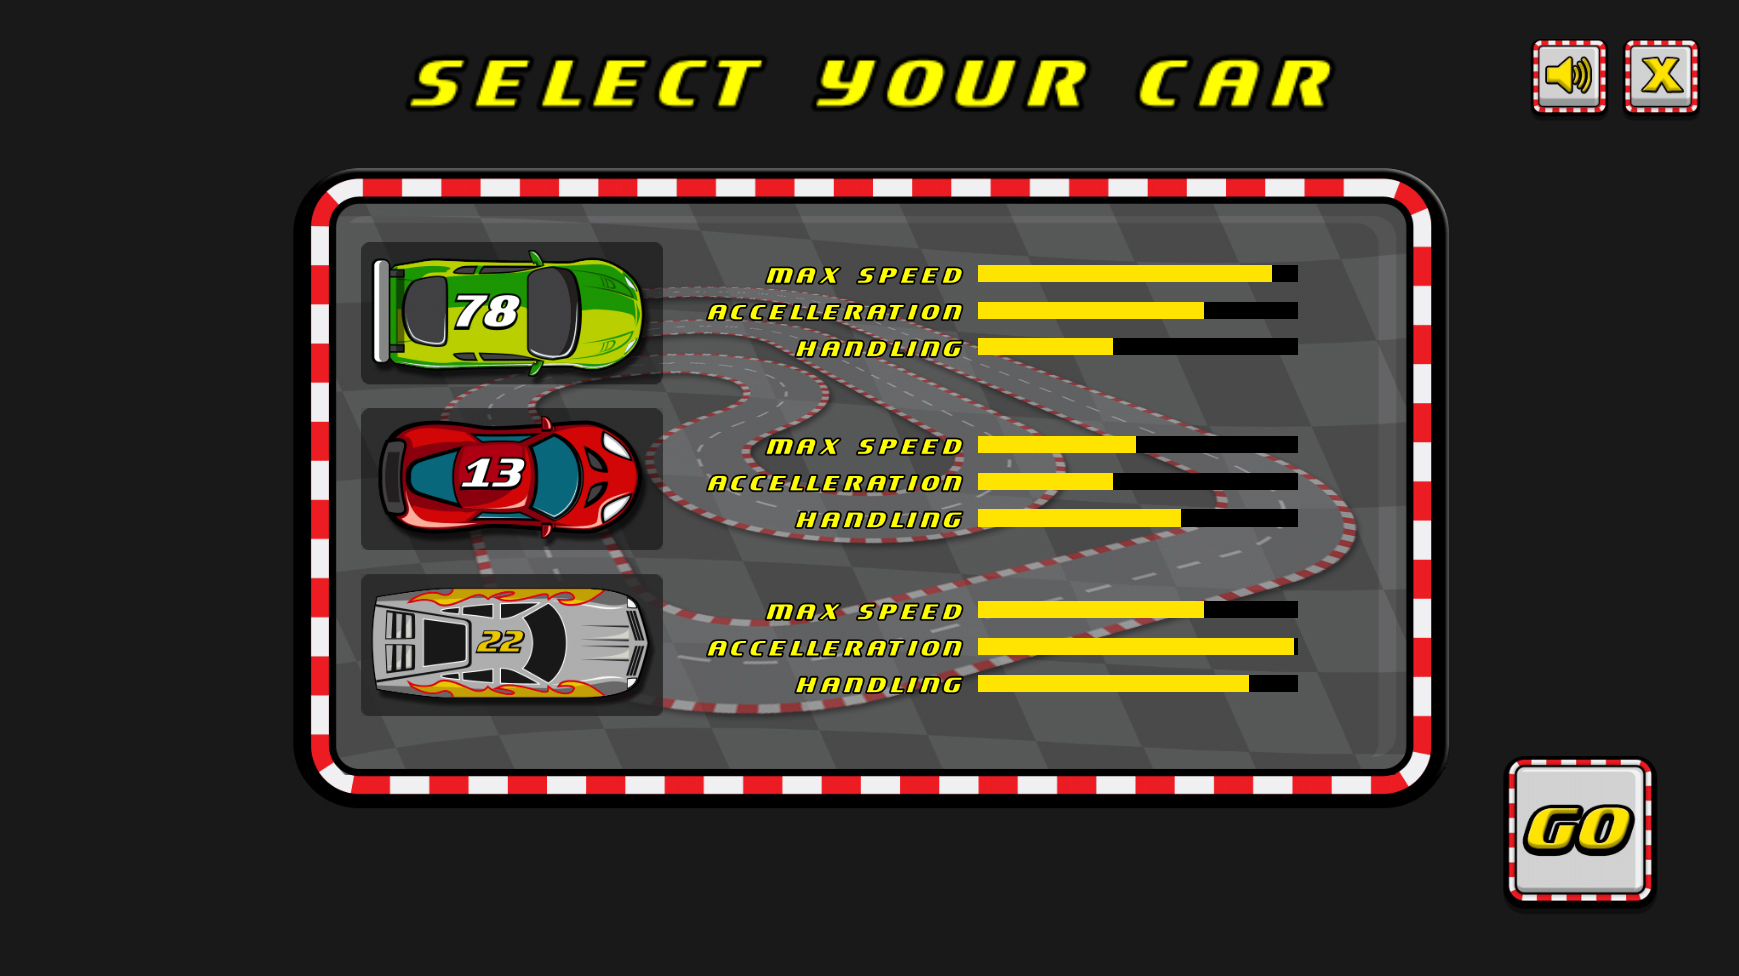 SELECT YOUR CAR
X
78
MAX SPEED
ACCELLERATION
HANDLING
13
MAX SPEED
ACCELLERATION
HANDLING
22
MAX SPEED
ACCELLERATION
HANDLING
GO